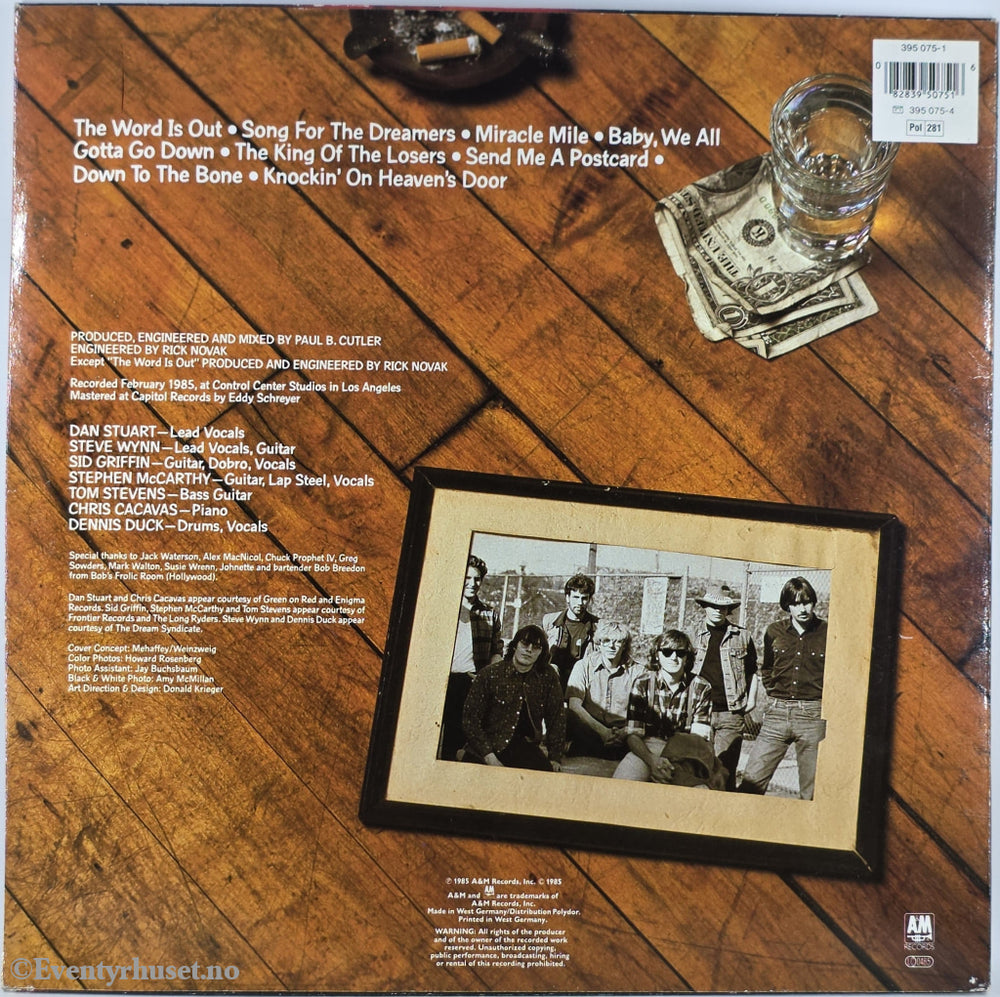 395 075-1
0
6
82839 50751
395 075-4
Pol 281
The Word Is Out • Song For The Dreamers • Miracle Mile • Baby, We All
Gotta Go Down • The King Of The Losers • Send Me A Postcard •
Down To The Bone • Knockin' On Heaven's Door
PRODUCED, ENGINEERED AND MIXED BY PAUL B. CUTLER
ENGINEERED BY RICK NOVAK
Except "The Word Is Out" PRODUCED AND ENGINEERED BY RICK NOVAK
Recorded February 1985, at Control Center Studios in Los Angeles
Mastered at Capitol Records by Eddy Schreyer
DAN STUART—Lead Vocals
STEVE WYNN—Lead Vocals, Guitar
SID GRIFFIN—Guitar, Dobro, Vocals
STEPHEN McCARTHY—Guitar, Lap Steel, Vocals
TOM STEVENS—Bass Guitar
CHRIS CACAVAS—Piano
DENNIS DUCK—Drums, Vocals
Special thanks to Jack Waterson, Alex MacNicol, Chuck Prophet IV, Greg
Sowders, Mark Walton, Susie Wrenn, Johnette and bartender Bob Breedon
from Bob's Frolic Room (Hollywood).
Dan Stuart and Chris Cacavas appear courtesy of Green on Red and Enigma
Records. Sid Griffin, Stephen McCarthy and Tom Stevens appear courtesy of
Frontier Records and The Long Ryders. Steve Wynn and Dennis Duck appear
courtesy of The Dream Syndicate.
Cover Concept: Mehaffey/Weinzweig
Color Photos: Howard Rosenberg
Photo Assistant: Jay Buchsbaum
Black & White Photo: Amy McMillan
Art Direction & Design: Donald Krieger
℗ 1985 A&M Records, Inc. © 1985
A&M and A&M are trademarks of
A&M Records, Inc.
Made in West Germany/Distribution Polydor.
Printed in West Germany.
WARNING: All rights of the producer
and of the owner of the recorded work
reserved. Unauthorized copying,
public performance, broadcasting, hiring
or rental of this recording prohibited.
A&M
RECORDS
©Eventyrhuset.no